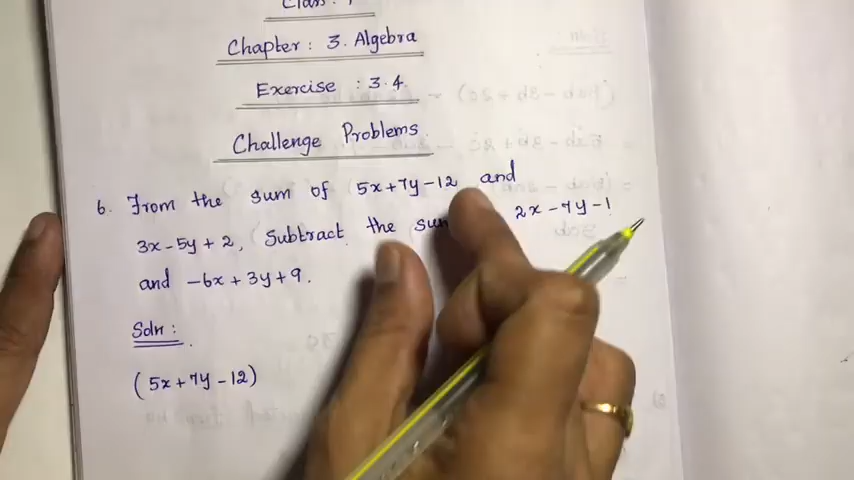 Chapter : 3. Algebra
Exercise : 3.4
Challenge Problems
6. From the sum of 5x+7y-12 and
3x-5y+2, Subtract the sum 2x-7y-1
and -6x+3y+9.
Soln :
(5x+7y-12)